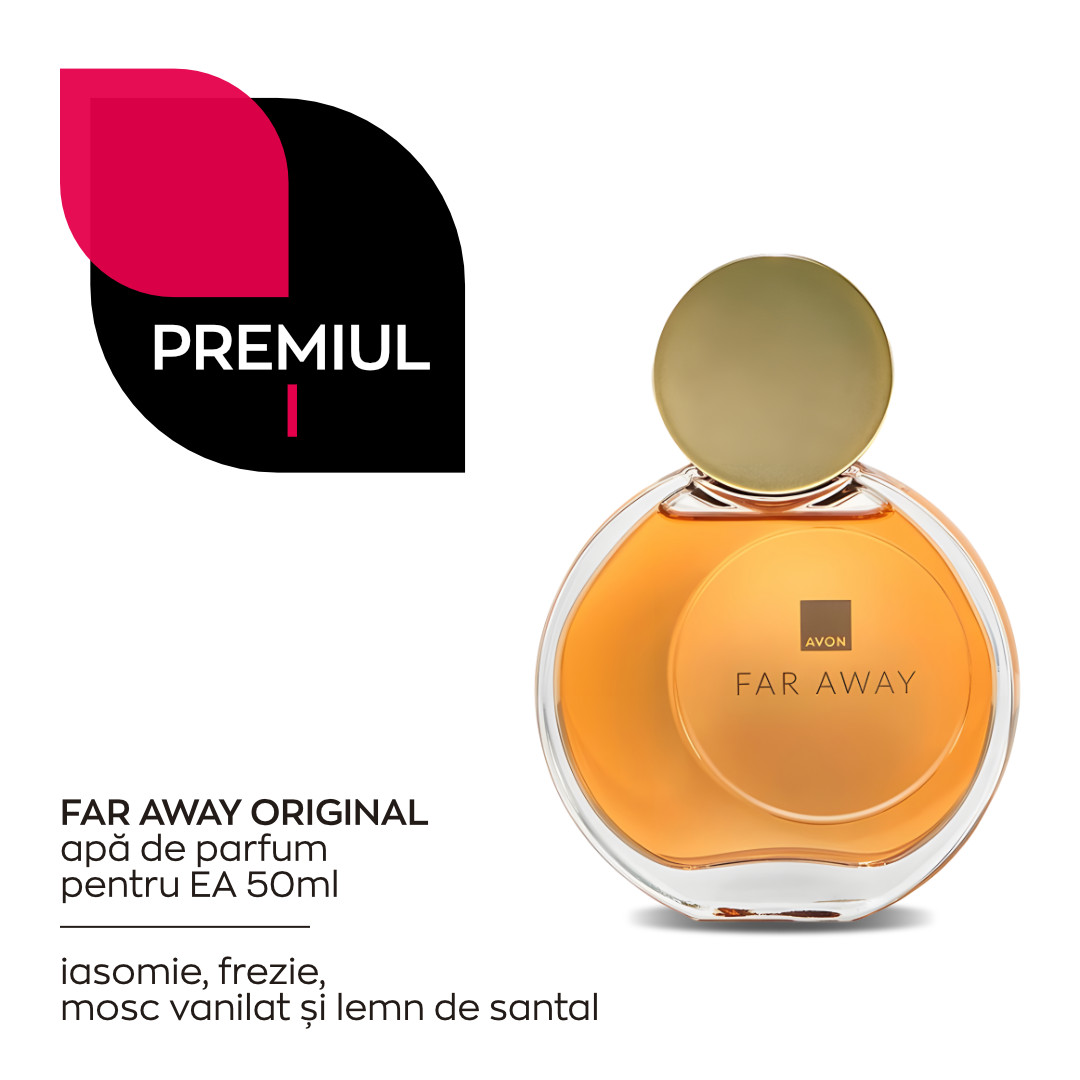 PREMIUL
I
AVON
FAR AWAY
FAR AWAY ORIGINAL
apă de parfum
pentru EA 50ml
iasomie, frezie,
mosc vanilat și lemn de santal